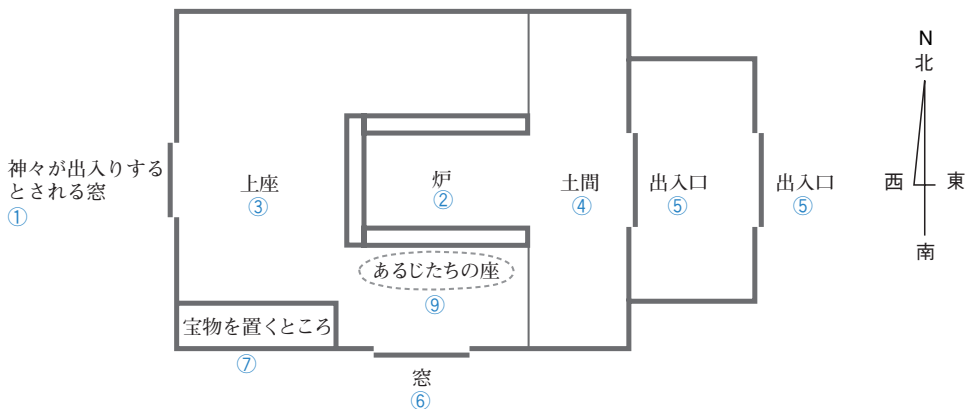 N
北
西
東
南
神々が出入りする
とされる窓
①
上座
③
炉
②
土間
④
出入口
⑤
出入口
⑤
あるじたちの座
⑨
宝物を置くところ
⑦
窓
⑥